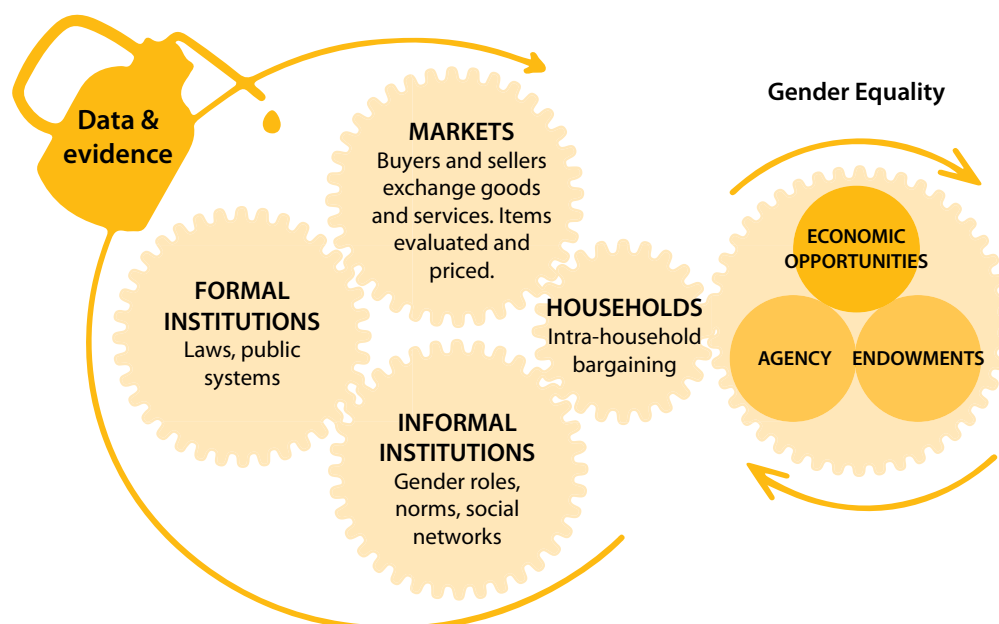 Data &
evidence
MARKETS
Buyers and sellers
exchange goods
and services. Items
evaluated and
priced.
FORMAL
INSTITUTIONS
Laws, public
systems
HOUSEHOLDS
Intra-household
bargaining
INFORMAL
INSTITUTIONS
Gender roles,
norms, social
networks
Gender Equality
ECONOMIC
OPPORTUNITIES
AGENCY
ENDOWMENTS